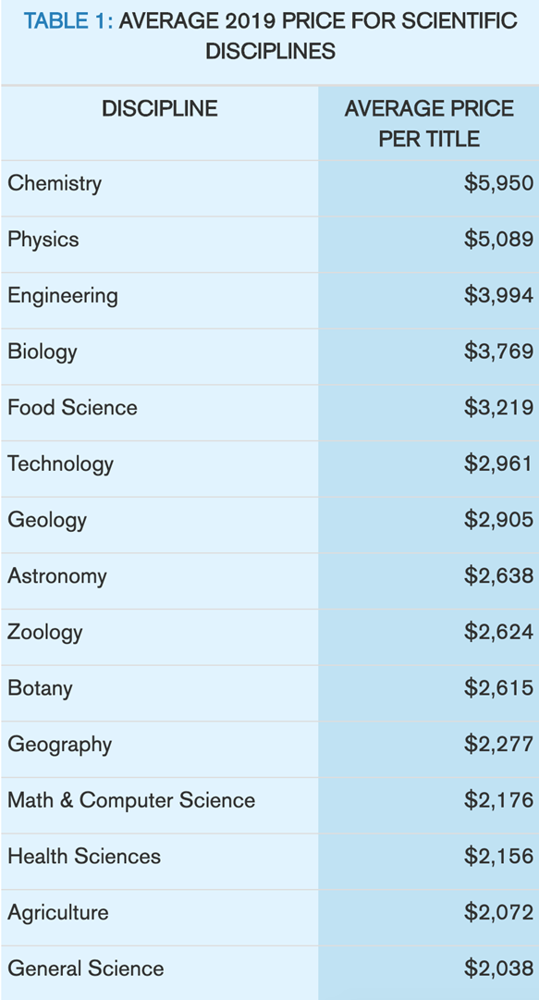 TABLE 1: AVERAGE 2019 PRICE FOR SCIENTIFIC
DISCIPLINES
DISCIPLINE
AVERAGE PRICE
PER TITLE
Chemistry $5,950
Physics $5,089
Engineering $3,994
Biology $3,769
Food Science $3,219
Technology $2,961
Geology $2,905
Astronomy $2,638
Zoology $2,624
Botany $2,615
Geography $2,277
Math & Computer Science $2,176
Health Sciences $2,156
Agriculture $2,072
General Science $2,038